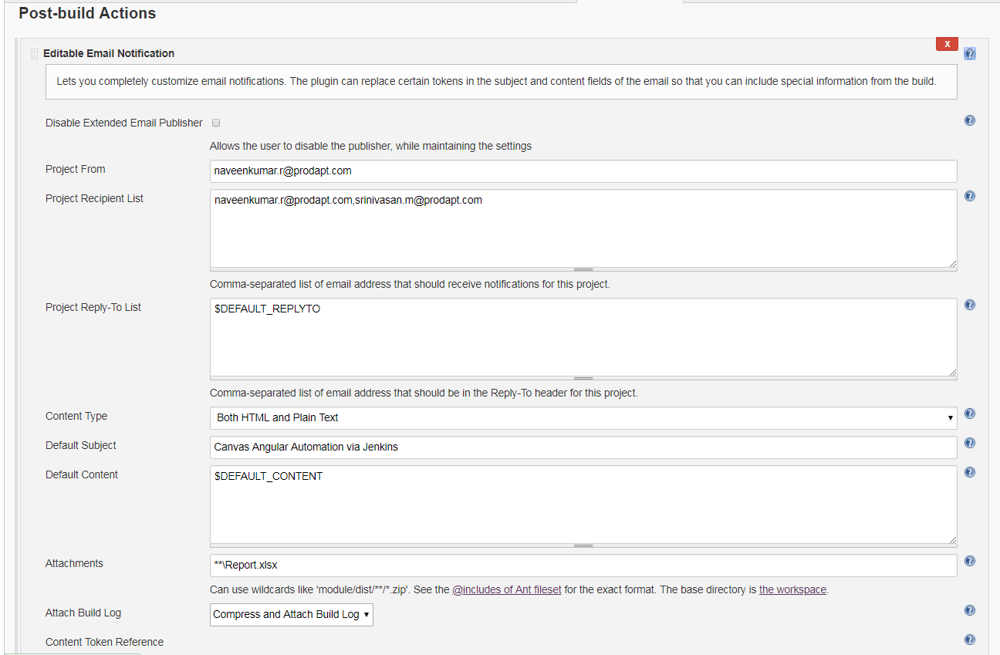 Post-build Actions
Editable Email Notification
X
Lets you completely customize email notifications. The plugin can replace certain tokens in the subject and content fields of the email so that you can include special information from the build.
Disable Extended Email Publisher
Allows the user to disable the publisher, while maintaining the settings
Project From
naveenkumar.r@prodapt.com
Project Recipient List
naveenkumar.r@prodapt.com,srinivasan.m@prodapt.com
Comma-separated list of email address that should receive notifications for this project.
Project Reply-To List
$DEFAULT_REPLYTO
Comma-separated list of email address that should be in the Reply-To header for this project.
Content Type
Both HTML and Plain Text
Default Subject
Canvas Angular Automation via Jenkins
Default Content
$DEFAULT_CONTENT
Attachments
**\Report.xlsx
Can use wildcards like 'module/dist/**/*.zip'. See the @includes of Ant fileset for the exact format. The base directory is the workspace.
Attach Build Log
Compress and Attach Build Log
Content Token Reference